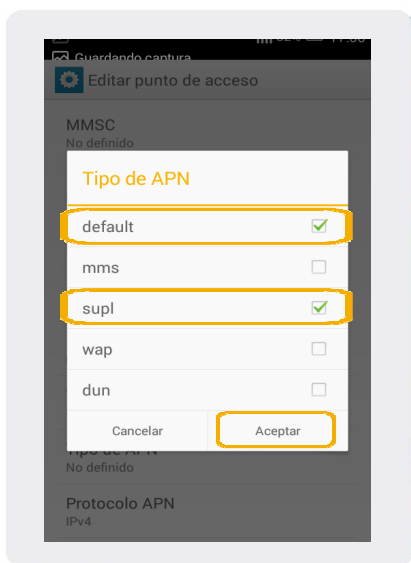 Guardando captura
Editar punto de acceso
MMSC
No definido
Tipo de APN
default
mms
supl
wap
dun
Cancelar
Aceptar
Tipo de APN
No definido
Protocolo APN
IPv4